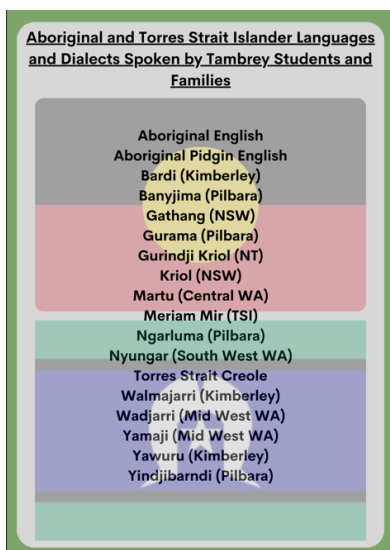 Aboriginal and Torres Strait Islander Languages
and Dialects Spoken by Tambrey Students and
Families
Aboriginal English
Aboriginal Pidgin English
Bardi (Kimberley)
Banyjima (Pilbara)
Gathang (NSW)
Gurama (Pilbara)
Gurindji Kriol (NT)
Kriol (NSW)
Martu (Central WA)
Meriam Mir (TSI)
Ngarluma (Pilbara)
Nyungar (South West WA)
Torres Strait Creole
Walmajarri (Kimberley)
Wadjarri (Mid West WA)
Yamaji (Mid West WA)
Yawuru (Kimberley)
Yindjibarndi (Pilbara)